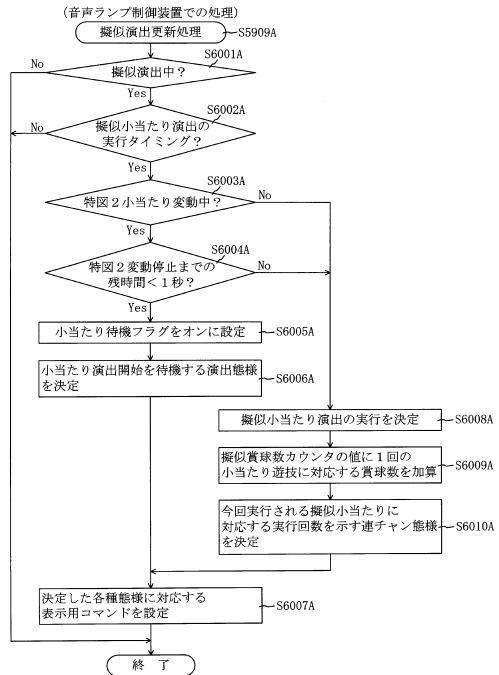 （音声ランプ制御装置での処理）
擬似演出更新処理
S5909A
S6001A
擬似演出中？
No
Yes
S6002A
擬似小当たり演出の
実行タイミング？
No
Yes
S6003A
特図２小当たり変動中？
No
Yes
S6004A
特図２変動停止までの
残時間＜１秒？
No
Yes
小当たり待機フラグをオンに設定
S6005A
小当たり演出開始を待機する演出態様
を決定
S6006A
擬似小当たり演出の実行を決定
S6008A
擬似賞球数カウンタの値に１回の
小当たり遊技に対応する賞球数を加算
S6009A
今回実行される擬似小当たりに
対応する実行回数を示す連チャン態様
を決定
S6010A
決定した各種態様に対応する
表示用コマンドを設定
S6007A
終　了